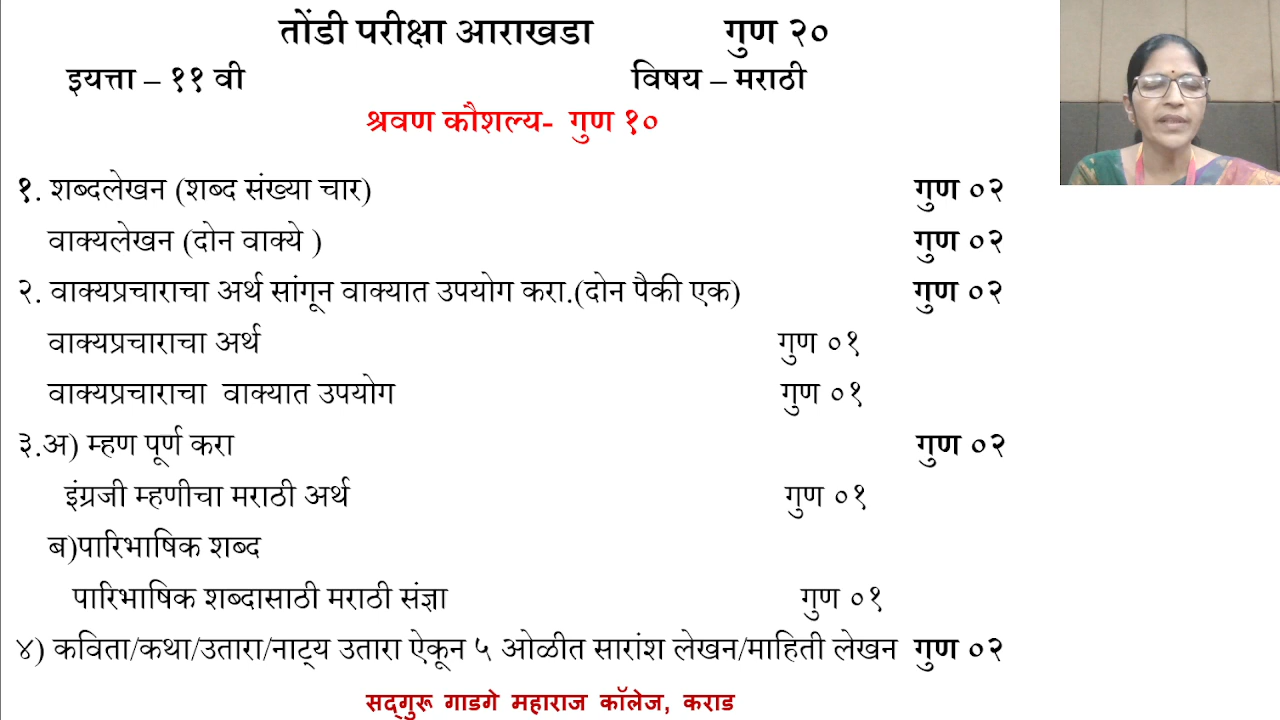 तोंडी परीक्षा आराखडा गुण २०
इयत्ता – ११ वी विषय – मराठी
श्रवण कौशल्य- गुण १०
१. शब्दलेखन (शब्द संख्या चार) गुण ०२
वाक्यलेखन (दोन वाक्ये ) गुण ०२
२. वाक्यप्रचाराचा अर्थ सांगून वाक्यात उपयोग करा.(दोन पैकी एक) गुण ०२
वाक्यप्रचाराचा अर्थ गुण ०१
वाक्यप्रचाराचा वाक्यात उपयोग गुण ०१
३.अ) म्हण पूर्ण करा गुण ०२
इंग्रजी म्हणीचा मराठी अर्थ गुण ०१
ब)पारिभाषिक शब्द
पारिभाषिक शब्दासाठी मराठी संज्ञा गुण ०१
४) कविता/कथा/उतारा/नाट्य उतारा ऐकून ५ ओळीत सारांश लेखन/माहिती लेखन गुण ०२
सद्‌गुरू गाडगे महाराज कॉलेज, कराड